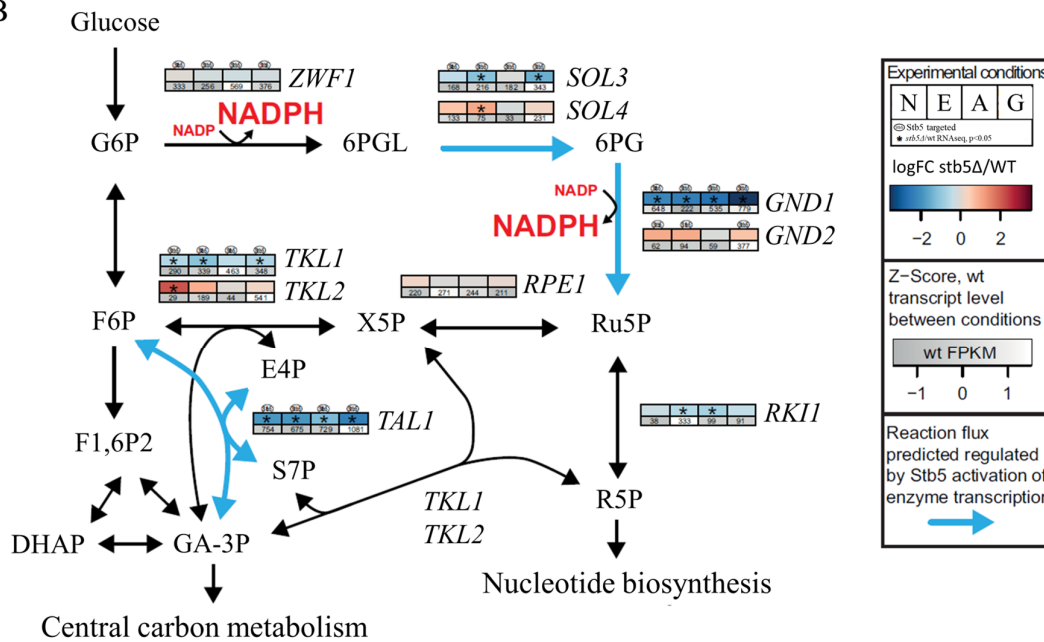 B
Glucose
333 256 569 376
ZWF1
NADP
NADPH
G6P
6PGL
168 216 182 343
SOL3
133 75 33 231
SOL4
6PG
NADP
NADPH
648 222 535 779
GND1
62 94 59 377
GND2
290 339 463 348
TKL1
29 189 44 541
TKL2
220 271 244 211
RPE1
F6P
X5P
Ru5P
E4P
754 675 729 1081
TAL1
38 333 99 91
RKI1
F1,6P2
S7P
TKL1
TKL2
R5P
DHAP
GA-3P
Nucleotide biosynthesis
Central carbon metabolism
Experimental conditions
N E A G
Stb5 targeted
* stb5Δ/wt RNAseq, p<0.05
logFC stb5Δ/WT
−2 0 2
Z−Score, wt
transcript level
between conditions
wt FPKM
−1 0 1
Reaction flux
predicted regulated
by Stb5 activation of
enzyme transcription